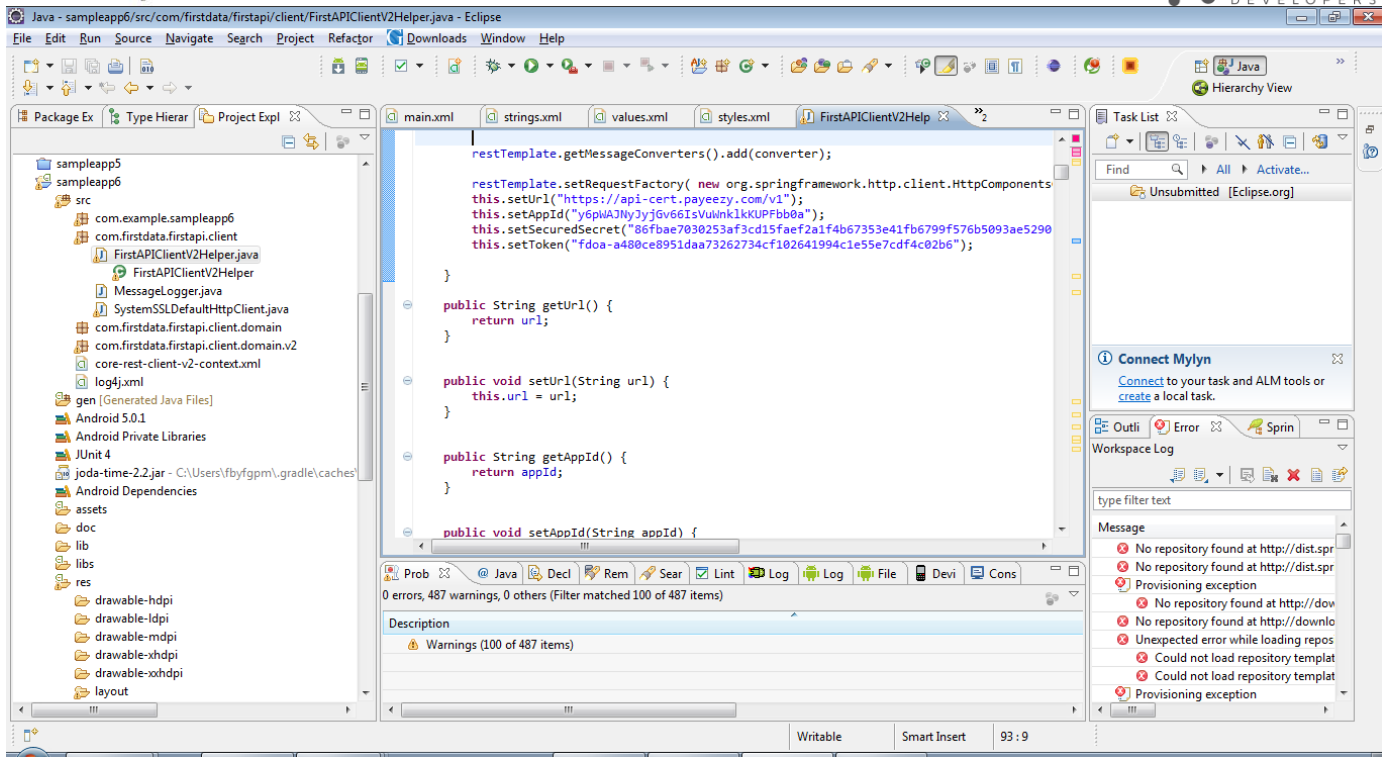 DEVELOPERS
Java - sampleapp6/src/com/firstdata/firstapi/client/FirstAPIClientV2Helper.java - Eclipse
File Edit Run Source Navigate Search Project Refactor Downloads Window Help
Java
Hierarchy View
Package Ex Type Hierar Project Expl
sampleapp5
sampleapp6
src
com.example.sampleapp6
com.firstdata.firstapi.client
FirstAPIClientV2Helper.java
FirstAPIClientV2Helper
MessageLogger.java
SystemSSLDefaultHttpClient.java
com.firstdata.firstapi.client.domain
com.firstdata.firstapi.client.domain.v2
core-rest-client-v2-context.xml
log4j.xml
gen [Generated Java Files]
Android 5.0.1
Android Private Libraries
JUnit 4
joda-time-2.2.jar - C:\Users\fbyfgpm\.gradle\caches\
Android Dependencies
assets
doc
lib
libs
res
drawable-hdpi
drawable-ldpi
drawable-mdpi
drawable-xhdpi
drawable-xxhdpi
layout
main.xml strings.xml values.xml styles.xml FirstAPIClientV2Help 2
restTemplate.getMessageConverters().add(converter);
restTemplate.setRequestFactory( new org.springframework.http.client.HttpComponents
this.setUrl("https://api-cert.payeezy.com/v1");
this.setAppId("y6pWAJNyJyjGv66IsVuWnklkKUPFbb0a");
this.setSecuredSecret("86fbae7030253af3cd15faef2a1f4b67353e41fb6799f576b5093ae5290
this.setToken("fdoa-a480ce8951daa73262734cf102641994c1e55e7cdf4c02b6");
}
public String getUrl() {
return url;
}
public void setUrl(String url) {
this.url = url;
}
public String getAppId() {
return appId;
}
public void setAppId(String appId) {
Prob @ Java Decl Rem Sear Lint Log Log File Devi Cons
0 errors, 487 warnings, 0 others (Filter matched 100 of 487 items)
Description
Warnings (100 of 487 items)
Task List
Find All Activate...
Unsubmitted [Eclipse.org]
Connect Mylyn
Connect to your task and ALM tools or
create a local task.
Outli Error Sprin
Workspace Log
type filter text
Message
No repository found at http://dist.spr
No repository found at http://dist.spr
Provisioning exception
No repository found at http://dow
No repository found at http://downlo
Unexpected error while loading repos
Could not load repository templat
Could not load repository templat
Provisioning exception
Writable Smart Insert 93 : 9